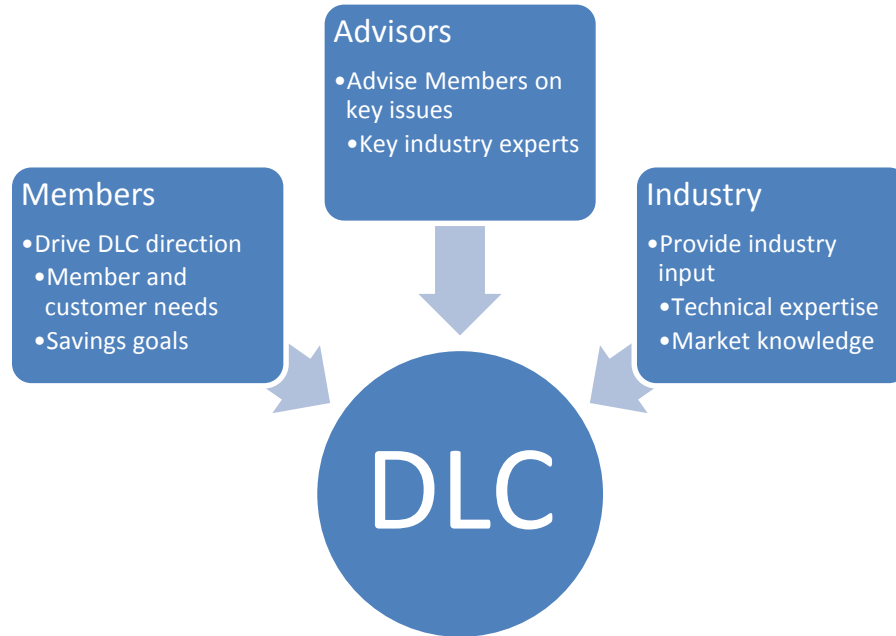 Advisors
•Advise Members on
key issues
•Key industry experts
Members
•Drive DLC direction
•Member and
customer needs
•Savings goals
Industry
•Provide industry
input
•Technical expertise
•Market knowledge
DLC